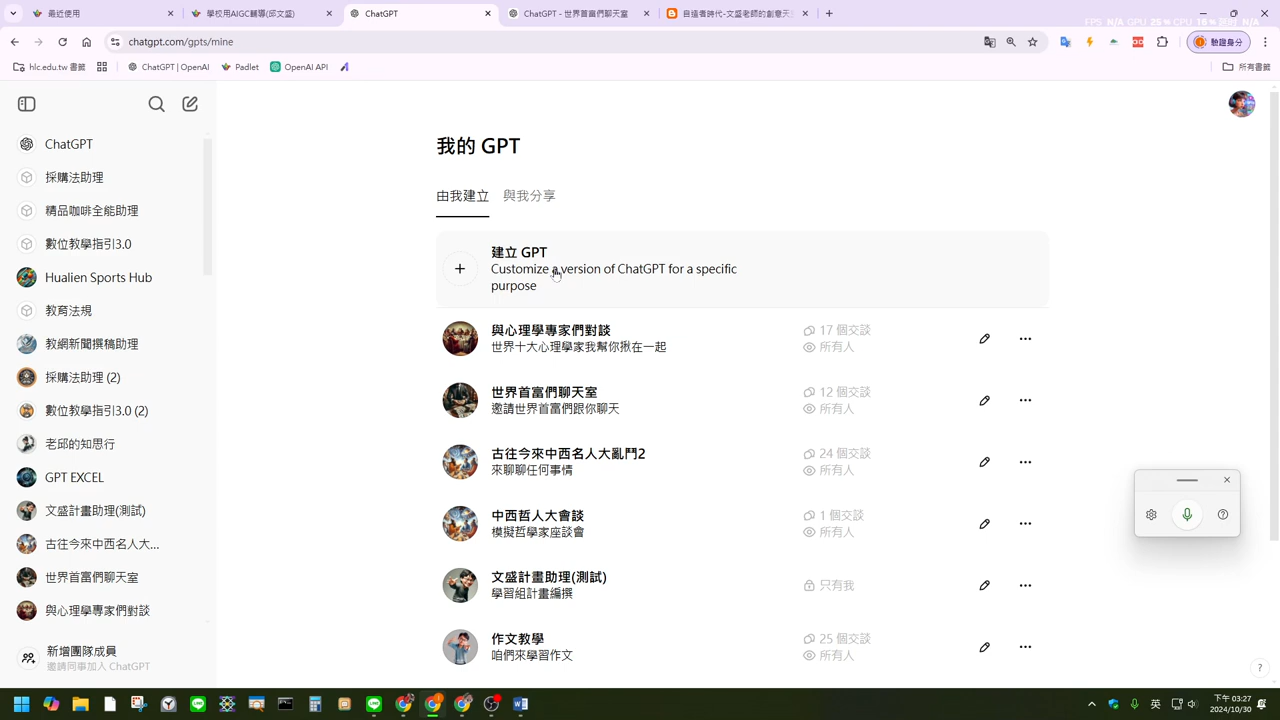 最近使用
學校用AIGC輔導(邱文盛)
ChatGPT
ChatGPT - 世界首富們聊天室
自造者時代-文盛老師的創意天
FPS N/A GPU 25 % CPU 16 % 延遲 N/A
chatgpt.com/gpts/mine
驗證身分
hlc.edu.tw 書籤
ChatGPT | OpenAI
Padlet
OpenAI API
所有書籤
ChatGPT
採購法助理
精品咖啡全能助理
數位教學指引3.0
Hualien Sports Hub
教育法規
教網新聞撰稿助理
採購法助理 (2)
數位教學指引3.0 (2)
老邱的知思行
GPT EXCEL
文盛計畫助理(測試)
古往今來中西名人大...
世界首富們聊天室
與心理學專家們對談
新增團隊成員
邀請同事加入 ChatGPT
我的 GPT
由我建立
與我分享
建立 GPT
Customize a version of ChatGPT for a specific
purpose
與心理學專家們對談
世界十大心理學家我幫你揪在一起
17 個交談
所有人
世界首富們聊天室
邀請世界首富們跟你聊天
12 個交談
所有人
古往今來中西名人大亂鬥2
來聊聊任何事情
24 個交談
所有人
中西哲人大會談
模擬哲學家座談會
1 個交談
所有人
文盛計畫助理(測試)
學習組計畫編撰
只有我
作文教學
咱們來學習作文
25 個交談
所有人
?
英
下午 03:27
2024/10/30